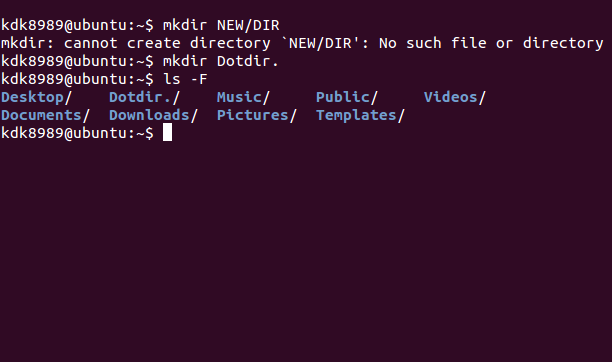 kdk8989@ubuntu:~$ mkdir NEW/DIR
mkdir: cannot create directory `NEW/DIR': No such file or directory
kdk8989@ubuntu:~$ mkdir Dotdir.
kdk8989@ubuntu:~$ ls -F
Desktop/    Dotdir./    Music/     Public/     Videos/
Documents/  Downloads/  Pictures/  Templates/
kdk8989@ubuntu:~$